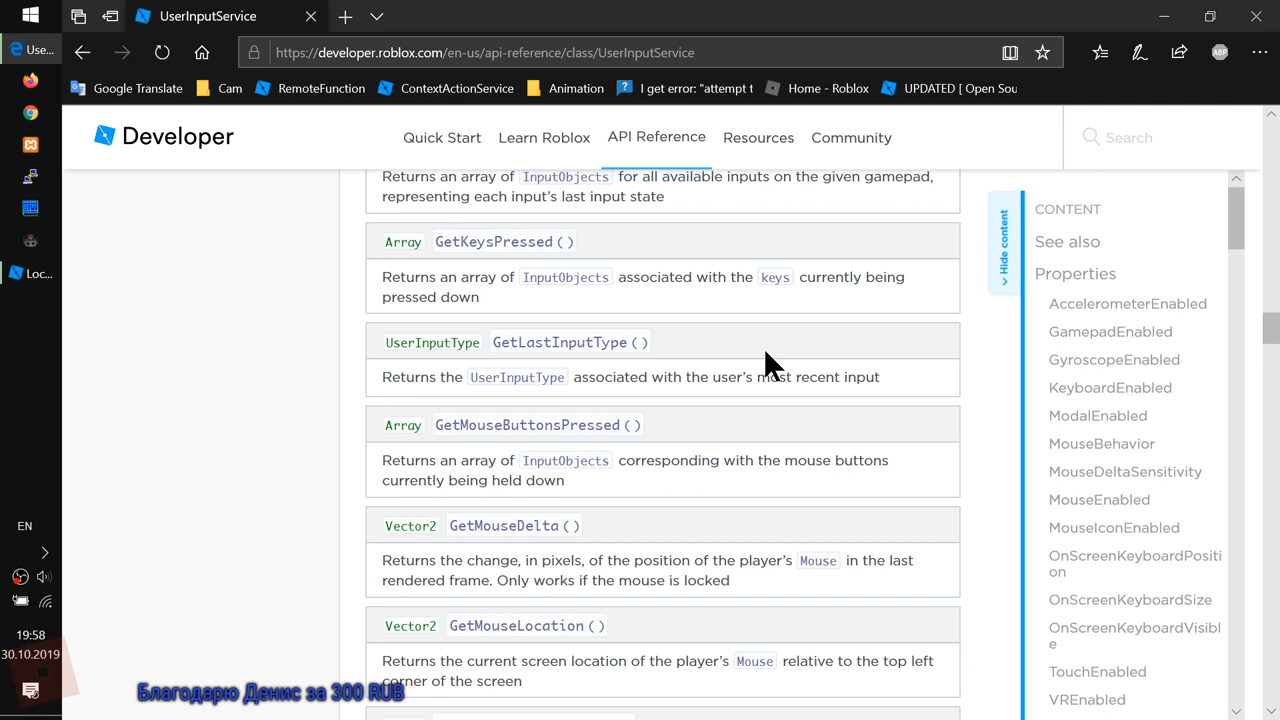 UserInputService
Use...
https://developer.roblox.com/en-us/api-reference/class/UserInputService
Google Translate
Cam
RemoteFunction
ContextActionService
Animation
I get error: "attempt t
Home - Roblox
UPDATED [ Open Sou
ABP
Developer
Quick Start
Learn Roblox
API Reference
Resources
Community
Search
Returns an array of InputObjects for all available inputs on the given gamepad,
representing each input's last input state
Array GetKeysPressed ( )
Returns an array of InputObjects associated with the keys currently being
pressed down
UserInputType GetLastInputType ( )
Returns the UserInputType associated with the user's most recent input
Array GetMouseButtonsPressed ( )
Returns an array of InputObjects corresponding with the mouse buttons
currently being held down
Vector2 GetMouseDelta ( )
Returns the change, in pixels, of the position of the player's Mouse in the last
rendered frame. Only works if the mouse is locked
Vector2 GetMouseLocation ( )
Returns the current screen location of the player's Mouse relative to the top left
corner of the screen
Hide content
CONTENT
See also
Properties
AccelerometerEnabled
GamepadEnabled
GyroscopeEnabled
KeyboardEnabled
ModalEnabled
MouseBehavior
MouseDeltaSensitivity
MouseEnabled
MouseIconEnabled
OnScreenKeyboardPositi
on
OnScreenKeyboardSize
OnScreenKeyboardVisibl
e
TouchEnabled
VREnabled
Loc...
EN
19:58
30.10.2019
Благодарю Денис за 300 RUB